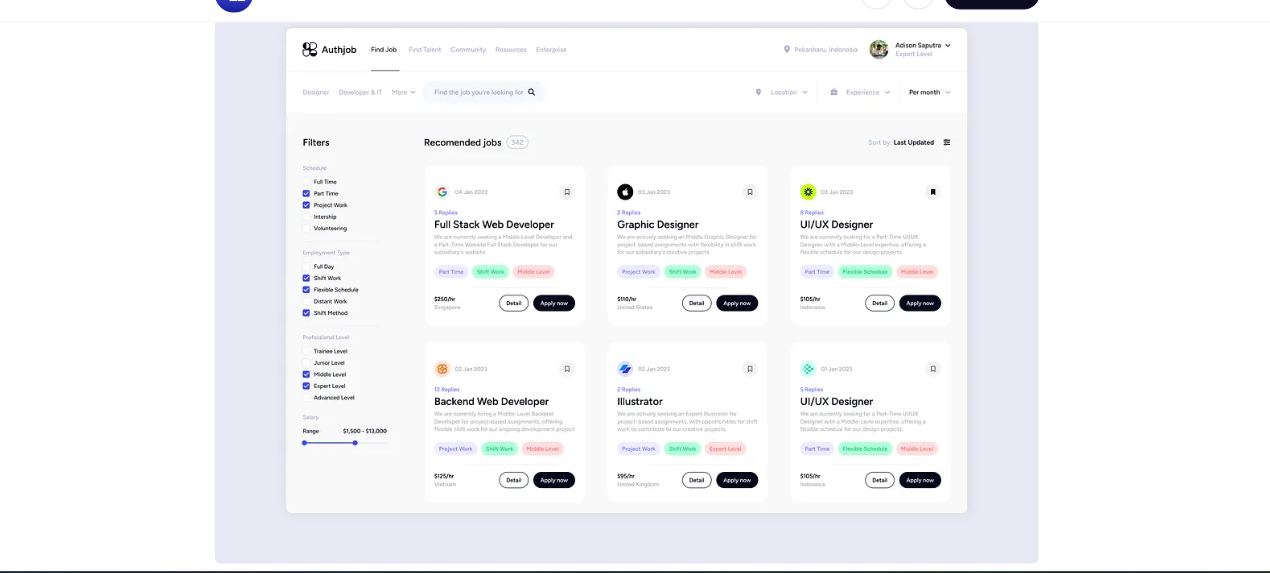 Authjob
Find Job
Find Talent
Community
Resources
Enterprise
Pekanbaru, Indonesia
Adison Saputra
Expert Level
Designer
Developer & IT
More
Find the job you're looking for
Location
Experience
Per month
Filters
Schedule
Full Time
Part Time
Project Work
Intership
Volunteering
Employment Type
Full Day
Shift Work
Flexible Schedule
Distant Work
Shift Method
Professional Level
Trainee Level
Junior Level
Middle Level
Expert Level
Advanced Level
Salary
Range
$1,500 - $13,000
Recomended jobs
342
Sort by: Last Updated
04 Jan 2023
5 Replies
Full Stack Web Developer
We are currently seeking a Middle Level Developer and
a Part-Time Website Full Stack Developer for our
subsidiary's website
Part Time
Shift Work
Middle Level
$250/hr
Singapore
Detail
Apply now
03 Jan 2023
2 Replies
Graphic Designer
We are actively seeking an Middle Graphic Designer for
project-based assignments with flexibility in shift work
for our subsidiary's creative projects.
Project Work
Shift Work
Middle Level
$110/hr
United States
Detail
Apply now
03 Jan 2023
8 Replies
UI/UX Designer
We are currently looking for a Part-Time UI/UX
Designer with a Middle-Level expertise, offering a
flexible schedule for our design projects.
Part Time
Flexible Schedule
Middle Level
$105/hr
Indonesia
Detail
Apply now
02 Jan 2023
12 Replies
Backend Web Developer
We are currently hiring a Middle-Level Backend
Developer for project-based assignments, offering
flexible shift work for our ongoing development project
Project Work
Shift Work
Middle Level
$125/hr
Vietnam
Detail
Apply now
02 Jan 2023
2 Replies
Illustrator
We are actively seeking an Expert Illustrator for
project-based assignments, with opportunities for shift
work to contribute to our creative projects.
Project Work
Shift Work
Expert Level
$95/hr
United Kingdom
Detail
Apply now
01 Jan 2023
5 Replies
UI/UX Designer
We are currently looking for a Part-Time UI/UX
Designer with a Middle-Level expertise, offering a
flexible schedule for our design projects.
Part Time
Flexible Schedule
Middle Level
$105/hr
Indonesia
Detail
Apply now